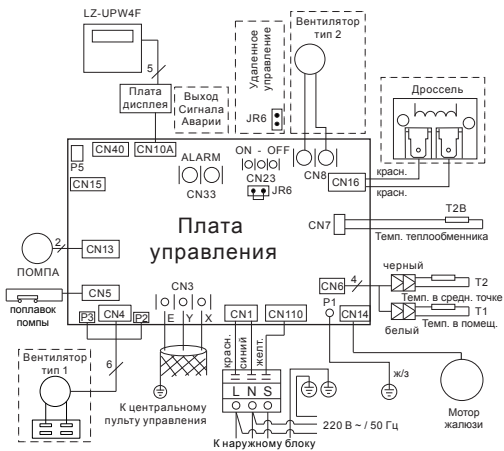 LZ-UPW4F
5
Плата
дисплея
Выход
Сигнала
Аварии
Удаленное
управление
JR6
Вентилятор
тип 2
Дроссель
P5
CN40
CN10A
CN15
ALARM
CN33
ON - OFF
CN23
JR6
CN8
CN16
красн.
красн.
CN7
T2B
Темп. теплообменника
Плата
управления
2
CN13
ПОМПА
CN5
поплавок
помпы
P3
CN4
P2
CN3
E
Y
X
CN1
CN110
CN6
4
P1
CN14
черный
T2
Темп. в средн. точке
T1
белый
Темп. в помещ.
Вентилятор
тип 1
6
К центральному
пульту управления
красн.
синий
желт.
L N S
ж/з
220 В ~ / 50 Гц
К наружному блоку
Мотор
жалюзи